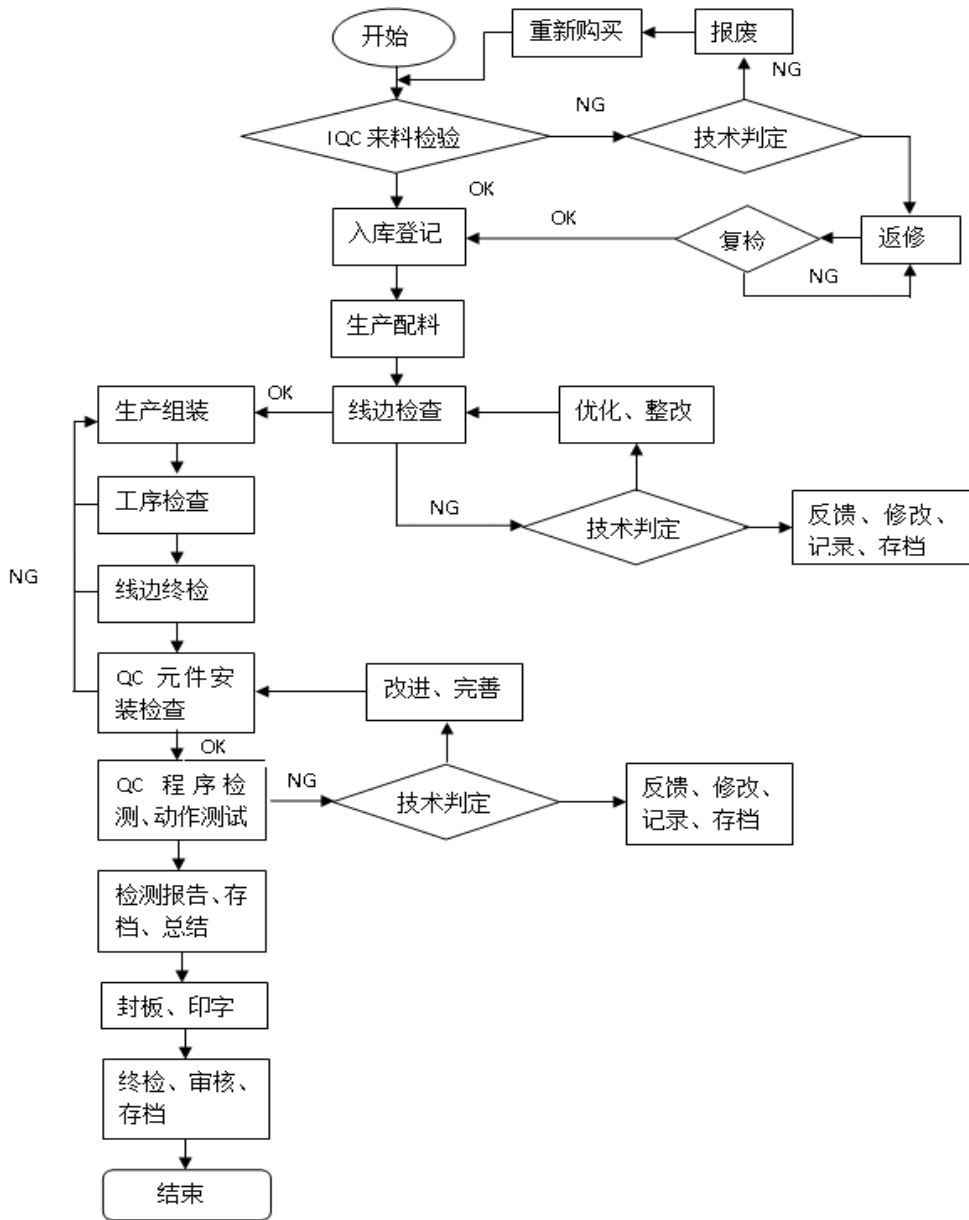 开始
重新购买
报废
NG
NG
IQC 来料检验
技术判定
OK
OK
入库登记
复检
返修
NG
生产配料
OK
生产组装
线边检查
优化、整改
工序检查
NG
技术判定
反馈、修改、
记录、存档
NG
线边终检
QC 元件安
装检查
改进、完善
OK
QC 程序检
测、动作测试
NG
技术判定
反馈、修改、
记录、存档
检测报告、存
档、总结
封板、印字
终检、审核、
存档
结束